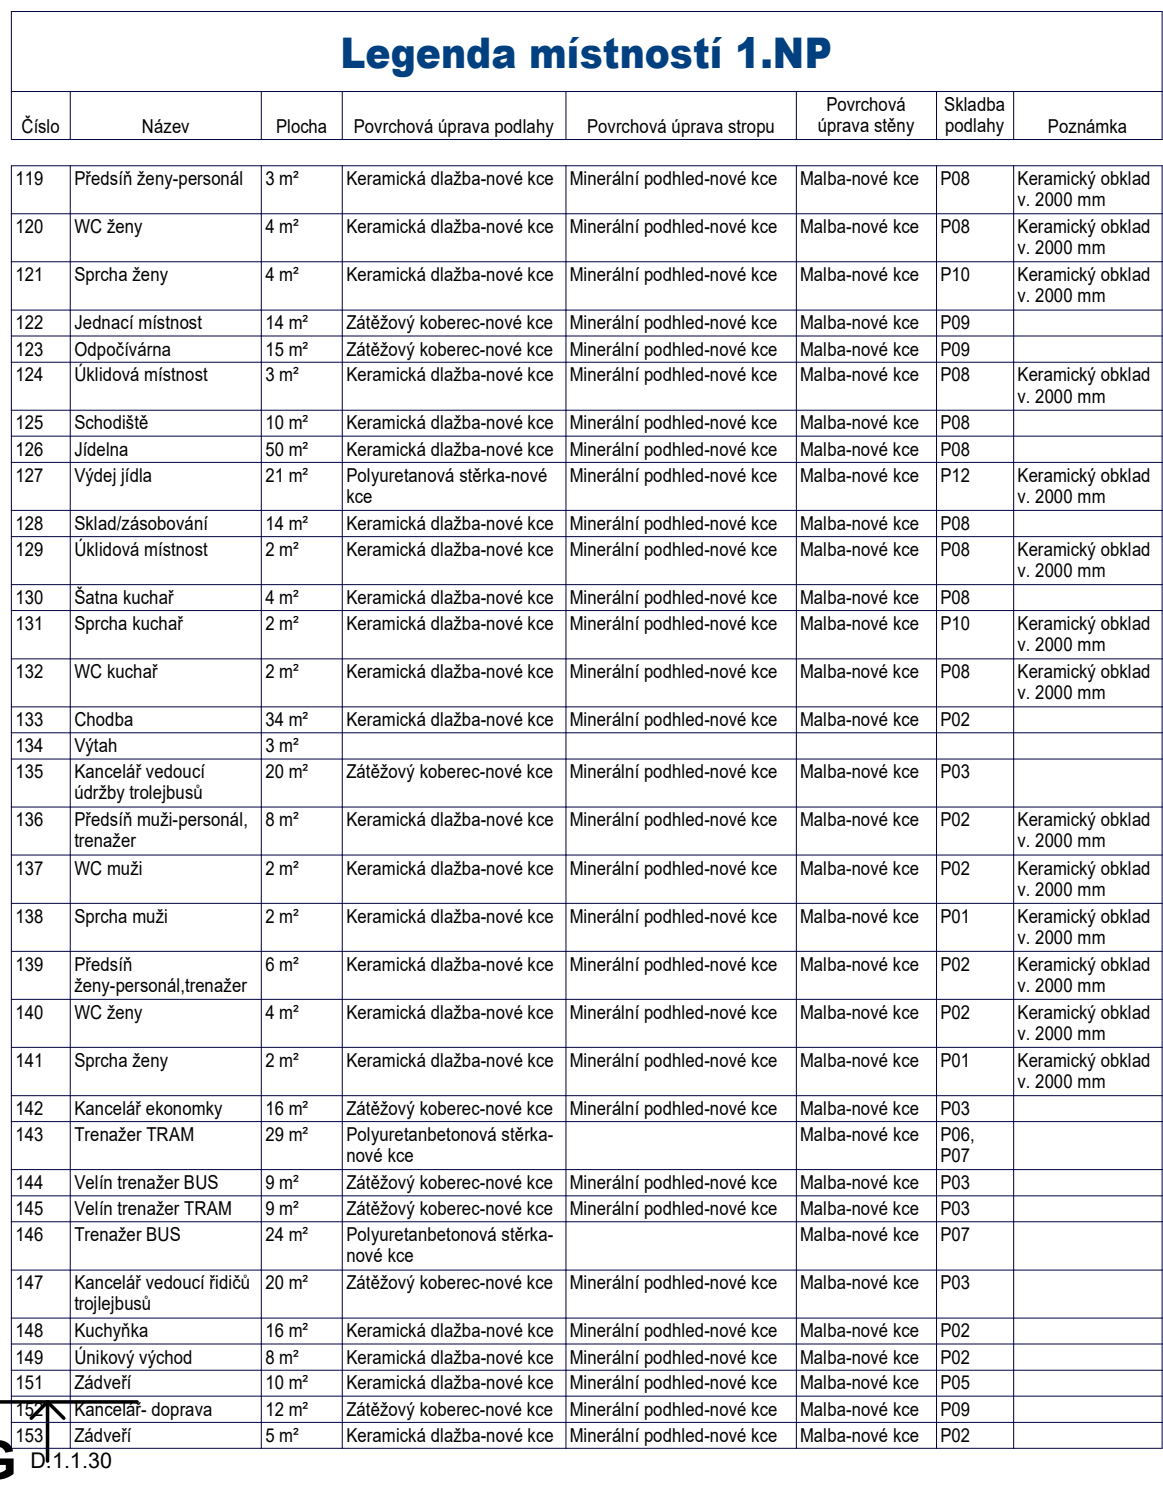 Legenda místností 1.NP
Číslo Název Plocha Povrchová úprava podlahy Povrchová úprava stropu Povrchová úprava stěny Skladba podlahy Poznámka
119 Předsíň ženy-personál 3 m² Keramická dlažba-nové kce Minerální podhled-nové kce Malba-nové kce P08 Keramický obklad
v. 2000 mm
120 WC ženy 4 m² Keramická dlažba-nové kce Minerální podhled-nové kce Malba-nové kce P08 Keramický obklad
v. 2000 mm
121 Sprcha ženy 4 m² Keramická dlažba-nové kce Minerální podhled-nové kce Malba-nové kce P10 Keramický obklad
v. 2000 mm
122 Jednací místnost 14 m² Zátěžový koberec-nové kce Minerální podhled-nové kce Malba-nové kce P09
123 Odpočívárna 15 m² Zátěžový koberec-nové kce Minerální podhled-nové kce Malba-nové kce P09
124 Úklidová místnost 3 m² Keramická dlažba-nové kce Minerální podhled-nové kce Malba-nové kce P08 Keramický obklad
v. 2000 mm
125 Schodiště 10 m² Keramická dlažba-nové kce Minerální podhled-nové kce Malba-nové kce P08
126 Jídelna 50 m² Keramická dlažba-nové kce Minerální podhled-nové kce Malba-nové kce P08
127 Výdej jídla 21 m² Polyuretanová stěrka-nové Minerální podhled-nové kce Malba-nové kce P12 Keramický obklad
kce v. 2000 mm
128 Sklad/zásobování 14 m² Keramická dlažba-nové kce Minerální podhled-nové kce Malba-nové kce P08
129 Úklidová místnost 2 m² Keramická dlažba-nové kce Minerální podhled-nové kce Malba-nové kce P08 Keramický obklad
v. 2000 mm
130 Šatna kuchař 4 m² Keramická dlažba-nové kce Minerální podhled-nové kce Malba-nové kce P08
131 Sprcha kuchař 2 m² Keramická dlažba-nové kce Minerální podhled-nové kce Malba-nové kce P10 Keramický obklad
v. 2000 mm
132 WC kuchař 2 m² Keramická dlažba-nové kce Minerální podhled-nové kce Malba-nové kce P08 Keramický obklad
v. 2000 mm
133 Chodba 34 m² Keramická dlažba-nové kce Minerální podhled-nové kce Malba-nové kce P02
134 Výtah 3 m²
135 Kancelář vedoucí 20 m² Zátěžový koberec-nové kce Minerální podhled-nové kce Malba-nové kce P03
údržby trolejbusů
136 Předsíň muži-personál, 8 m² Keramická dlažba-nové kce Minerální podhled-nové kce Malba-nové kce P02 Keramický obklad
trenažer v. 2000 mm
137 WC muži 2 m² Keramická dlažba-nové kce Minerální podhled-nové kce Malba-nové kce P02 Keramický obklad
v. 2000 mm
138 Sprcha muži 2 m² Keramická dlažba-nové kce Minerální podhled-nové kce Malba-nové kce P01 Keramický obklad
v. 2000 mm
139 Předsíň 6 m² Keramická dlažba-nové kce Minerální podhled-nové kce Malba-nové kce P02 Keramický obklad
ženy-personál,trenažer v. 2000 mm
140 WC ženy 4 m² Keramická dlažba-nové kce Minerální podhled-nové kce Malba-nové kce P02 Keramický obklad
v. 2000 mm
141 Sprcha ženy 2 m² Keramická dlažba-nové kce Minerální podhled-nové kce Malba-nové kce P01 Keramický obklad
v. 2000 mm
142 Kancelář ekonomky 16 m² Zátěžový koberec-nové kce Minerální podhled-nové kce Malba-nové kce P03
143 Trenažer TRAM 29 m² Polyuretanbetonová stěrka- Malba-nové kce P06,
nové kce P07
144 Velín trenažer BUS 9 m² Zátěžový koberec-nové kce Minerální podhled-nové kce Malba-nové kce P03
145 Velín trenažer TRAM 9 m² Zátěžový koberec-nové kce Minerální podhled-nové kce Malba-nové kce P03
146 Trenažer BUS 24 m² Polyuretanbetonová stěrka- Malba-nové kce P07
nové kce
147 Kancelář vedoucí řidičů 20 m² Zátěžový koberec-nové kce Minerální podhled-nové kce Malba-nové kce P03
trojlejbusů
148 Kuchyňka 16 m² Keramická dlažba-nové kce Minerální podhled-nové kce Malba-nové kce P02
149 Únikový východ 8 m² Keramická dlažba-nové kce Minerální podhled-nové kce Malba-nové kce P02
151 Zádveří 10 m² Keramická dlažba-nové kce Minerální podhled-nové kce Malba-nové kce P05
152 Kancelář- doprava 12 m² Zátěžový koberec-nové kce Minerální podhled-nové kce Malba-nové kce P09
153 Zádveří 5 m² Keramická dlažba-nové kce Minerální podhled-nové kce Malba-nové kce P02
G D.1.1.30